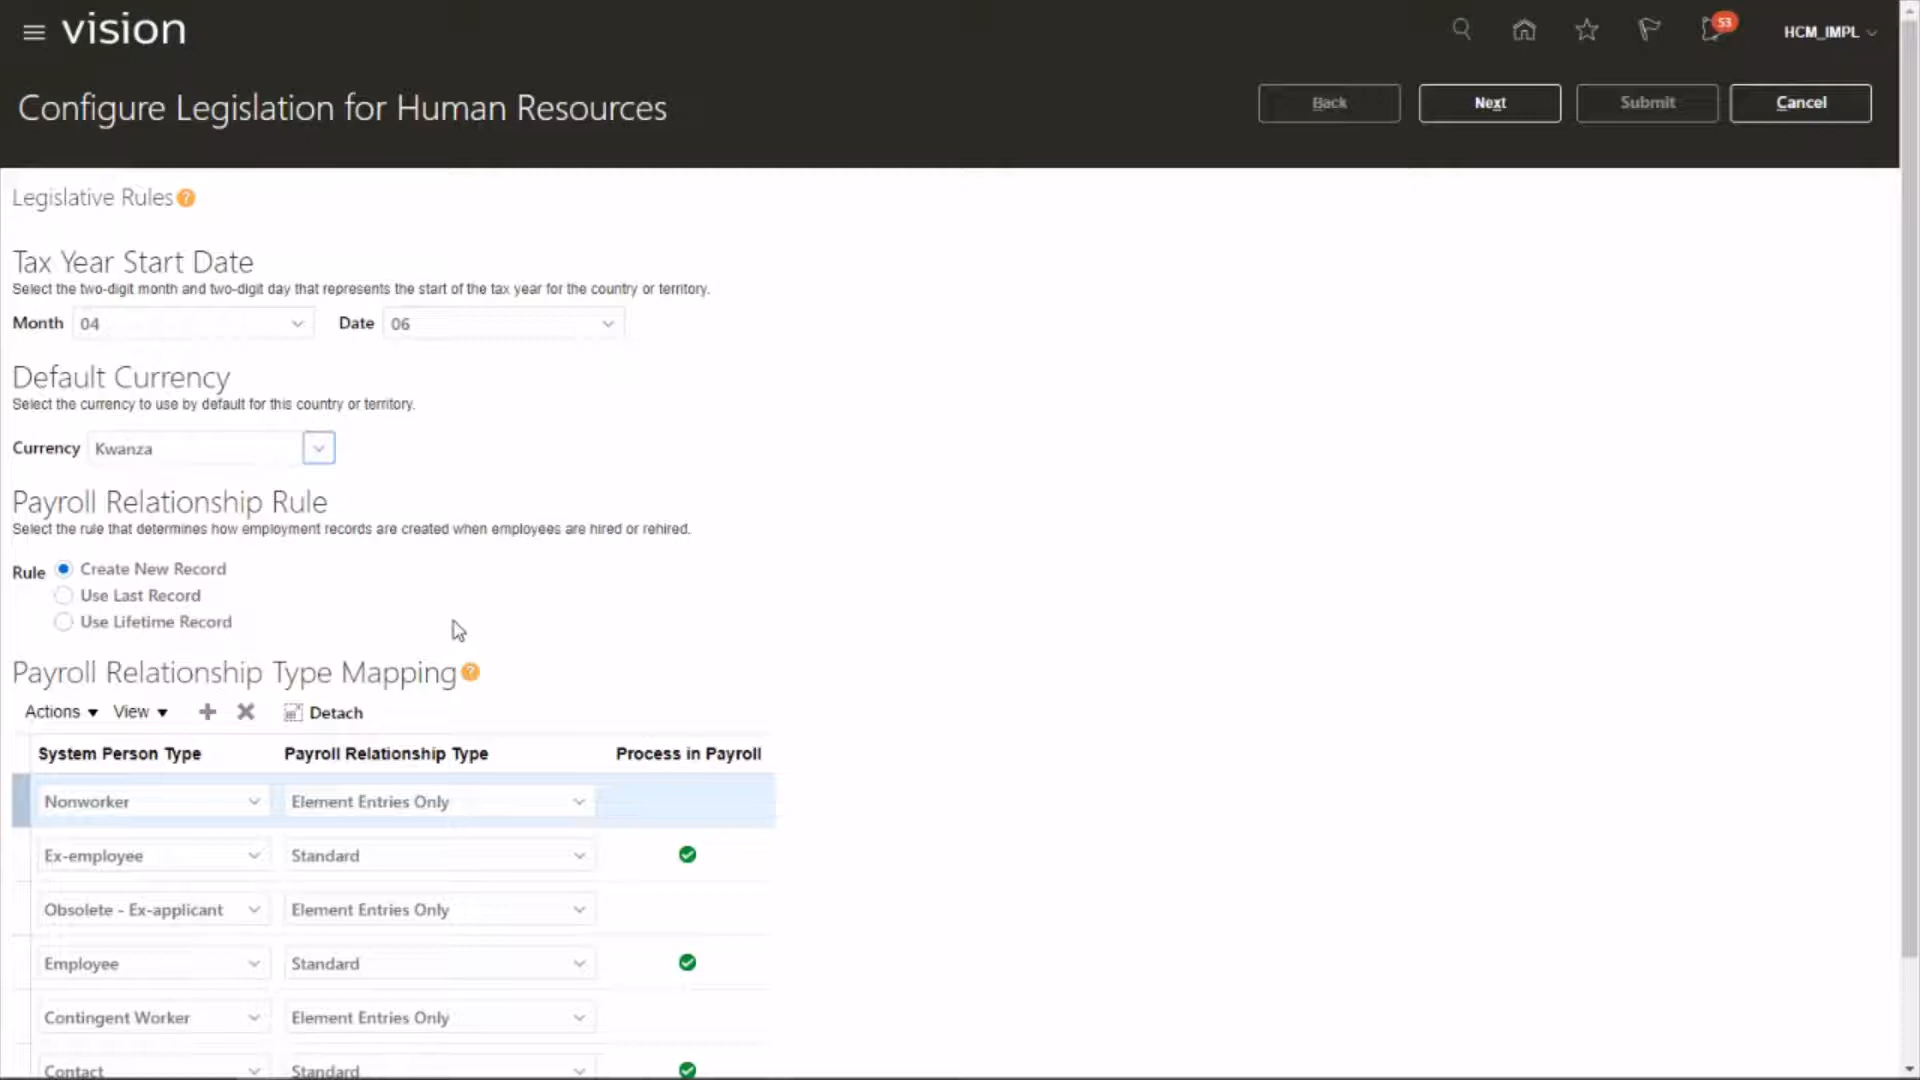 vision
53
HCM_IMPL
Configure Legislation for Human Resources
Back
Next
Submit
Cancel
Legislative Rules ?
Tax Year Start Date
Select the two-digit month and two-digit day that represents the start of the tax year for the country or territory.
Month 04 Date 06
Default Currency
Select the currency to use by default for this country or territory.
Currency Kwanza
Payroll Relationship Rule
Select the rule that determines how employment records are created when employees are hired or rehired.
Rule Create New Record
Use Last Record
Use Lifetime Record
Payroll Relationship Type Mapping ?
Actions View Detach
System Person Type Payroll Relationship Type Process in Payroll
Nonworker Element Entries Only
Ex-employee Standard
Obsolete - Ex-applicant Element Entries Only
Employee Standard
Contingent Worker Element Entries Only
Contact Standard